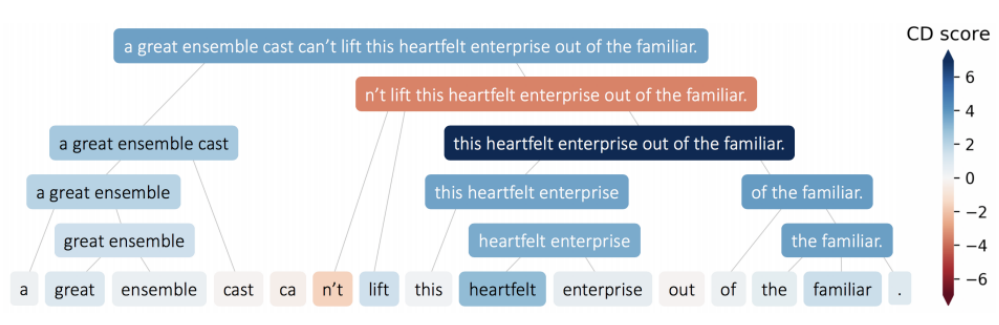 CD score
a great ensemble cast can't lift this heartfelt enterprise out of the familiar.
n't lift this heartfelt enterprise out of the familiar.
a great ensemble cast
this heartfelt enterprise out of the familiar.
a great ensemble
this heartfelt enterprise
of the familiar.
great ensemble
heartfelt enterprise
the familiar.
a great ensemble cast ca n't lift this heartfelt enterprise out of the familiar .
6
4
2
0
−2
−4
−6